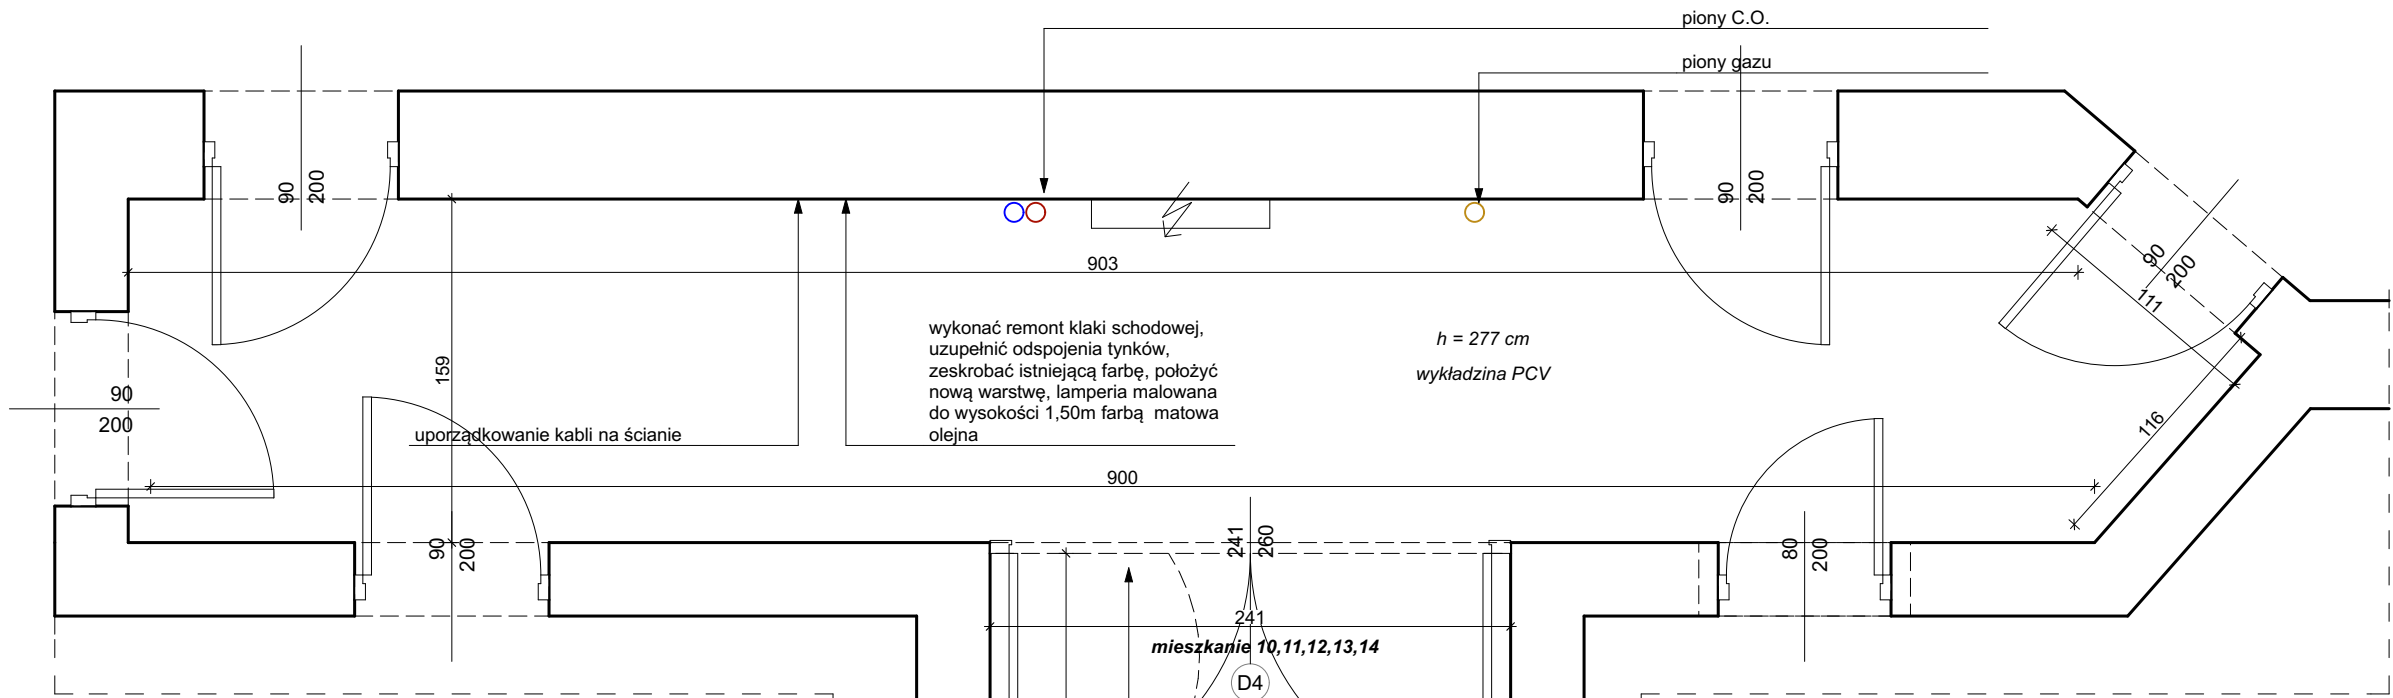 piony C.O.
piony gazu
90
200
90
200
90
200
903
111
159
wykonać remont klaki schodowej,
uzupełnić odspojenia tynków,
zeskrobać istniejącą farbę, położyć
nową warstwę, lamperia malowana
do wysokości 1,50m farbą  matowa
olejna
h = 277 cm
wykładzina PCV
90
200
uporządkowanie kabli na ścianie
116
900
90
200
241
260
80
200
241
mieszkanie 10,11,12,13,14
D4